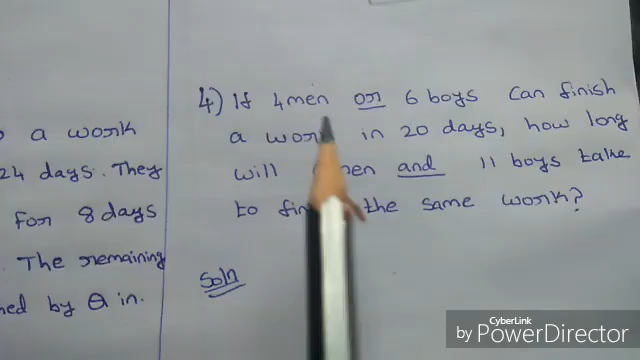 4) If 4men or 6 boys can finish
a work in 20 days, how long
will men and 11 boys take
to the same work?
Soln
a work
24 days. They
for 8 days
. The remaining
ned by θ in.
CyberLink
by PowerDirector